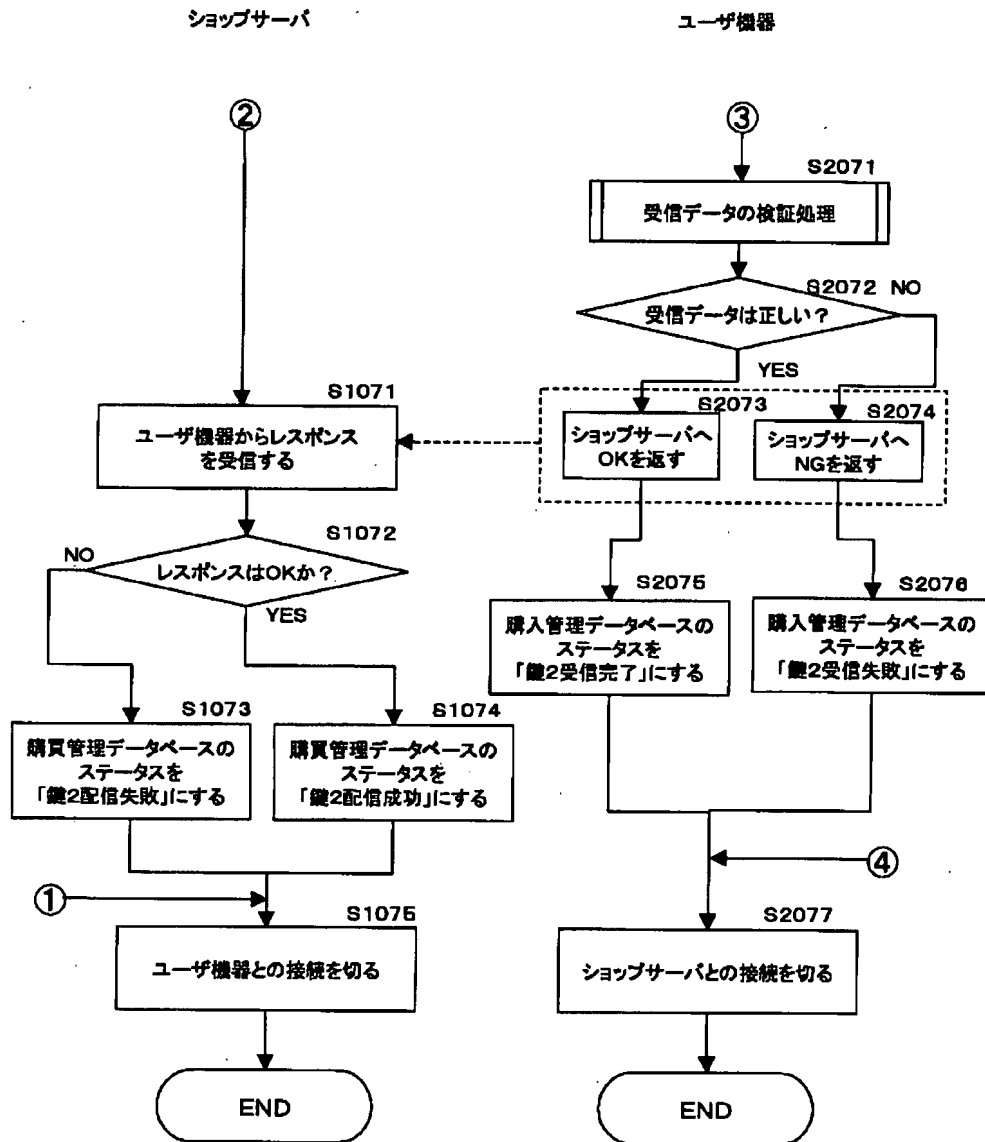 ショップサーバ
ユーザ機器
②
③
S2071
受信データの検証処理
S2072
NO
受信データは正しい？
YES
S1071
ユーザ機器からレスポンス
を受信する
S2073
ショップサーバへ
OKを返す
S2074
ショップサーバへ
NGを返す
S1072
NO
レスポンスはOKか？
YES
S2075
購入管理データベースの
ステータスを
「鍵2受信完了」にする
S2076
購入管理データベースの
ステータスを
「鍵2受信失敗」にする
S1073
購買管理データベースの
ステータスを
「鍵2配信失敗」にする
S1074
購買管理データベースの
ステータスを
「鍵2配信成功」にする
①
④
S1075
ユーザ機器との接続を切る
S2077
ショップサーバとの接続を切る
END
END